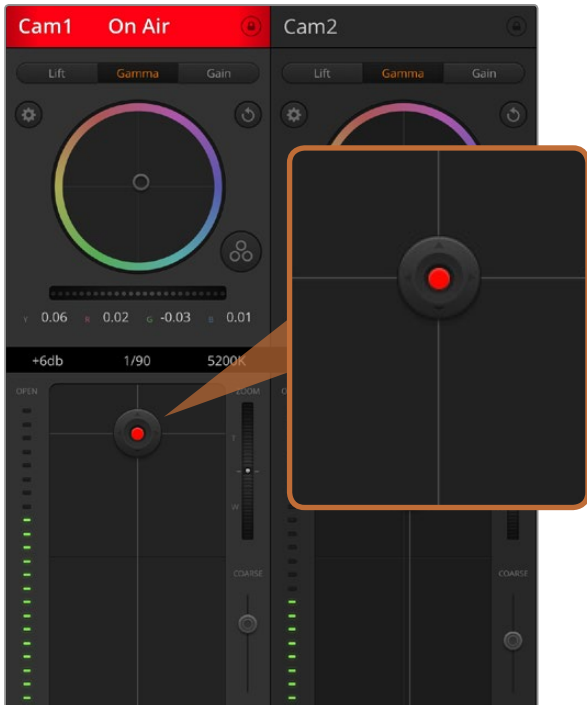 Cam1 On Air
Lift Gamma Gain
Y 0.06 R 0.02 G -0.03 B 0.01
+6db 1/90 5200K
OPEN
ZOOM
T
W
COARSE
Cam2
Lift Gamma Gain
COARSE